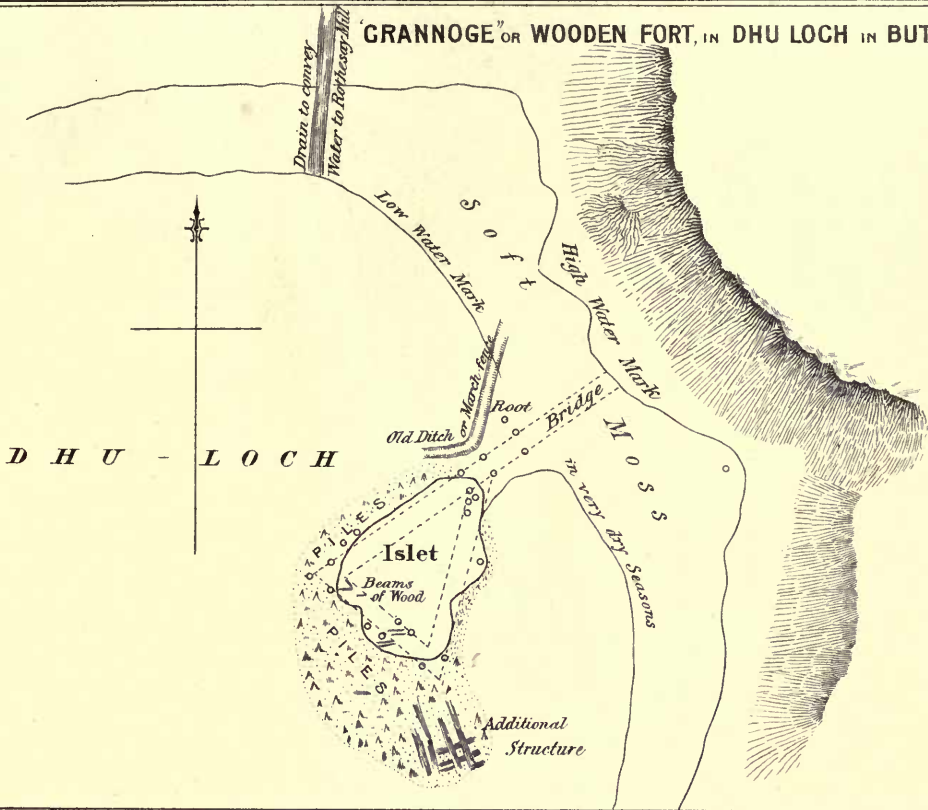 'CRANNOGE" OR WOODEN FORT, IN DHU LOCH IN BUT
Drain to convey
Water to Rothesay Mill
Low Water Mark
Soft
High Water Mark
Old Ditch or March fence
Root
Bridge
Moss
DHU-LOCH
in very dry Seasons
PILES
Islet
Beams
of Wood
PILES
Additional
Structure